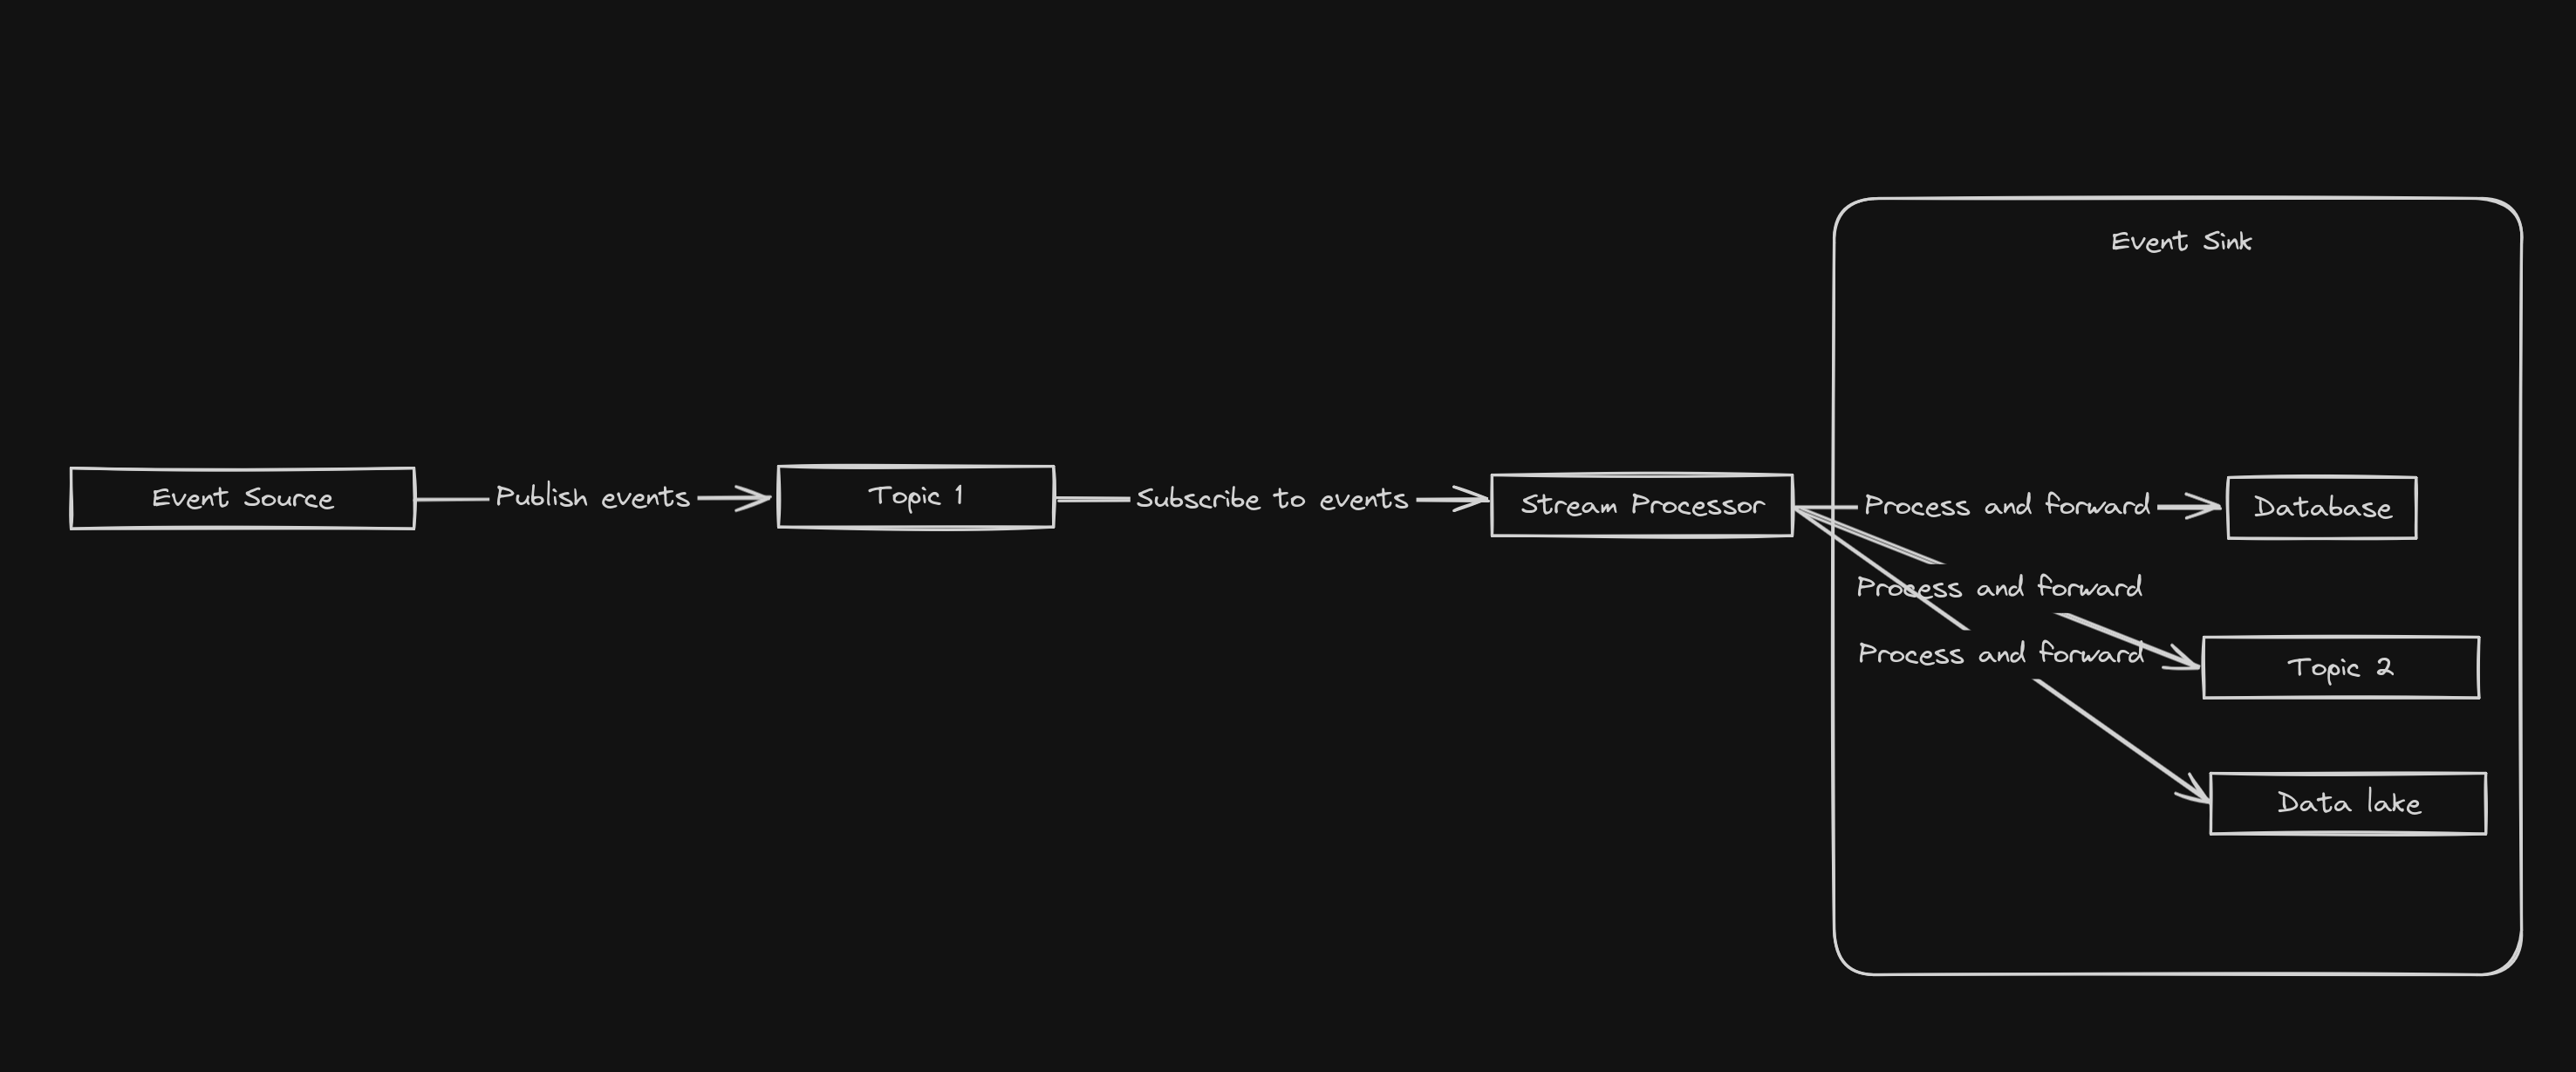 Event Sink
Event Source
Publish events
Topic 1
Subscribe to events
Stream Processor
Process and forward
Database
Process and forward
Process and forward
Topic 2
Data lake